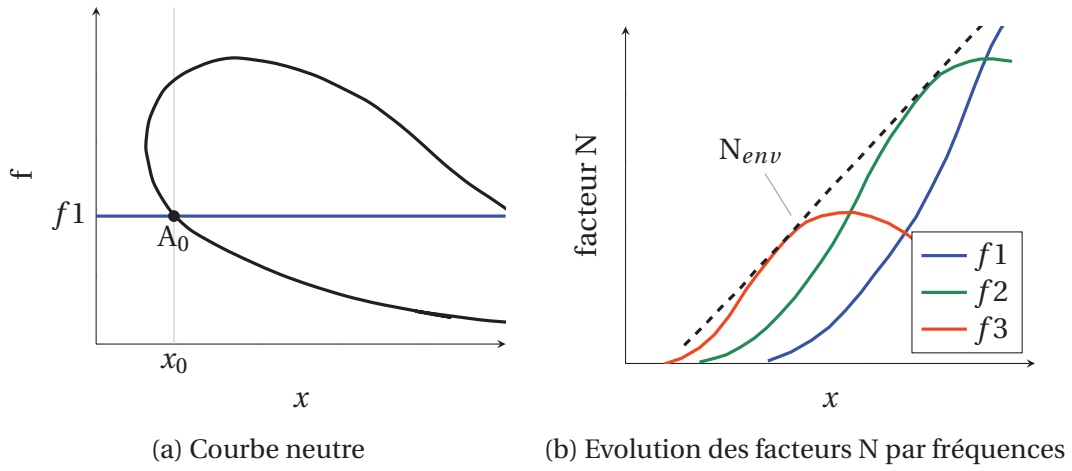 f
f1
A0
x0
x
(a) Courbe neutre
facteur N
Nenv
f1
f2
f3
x
(b) Evolution des facteurs N par fréquences